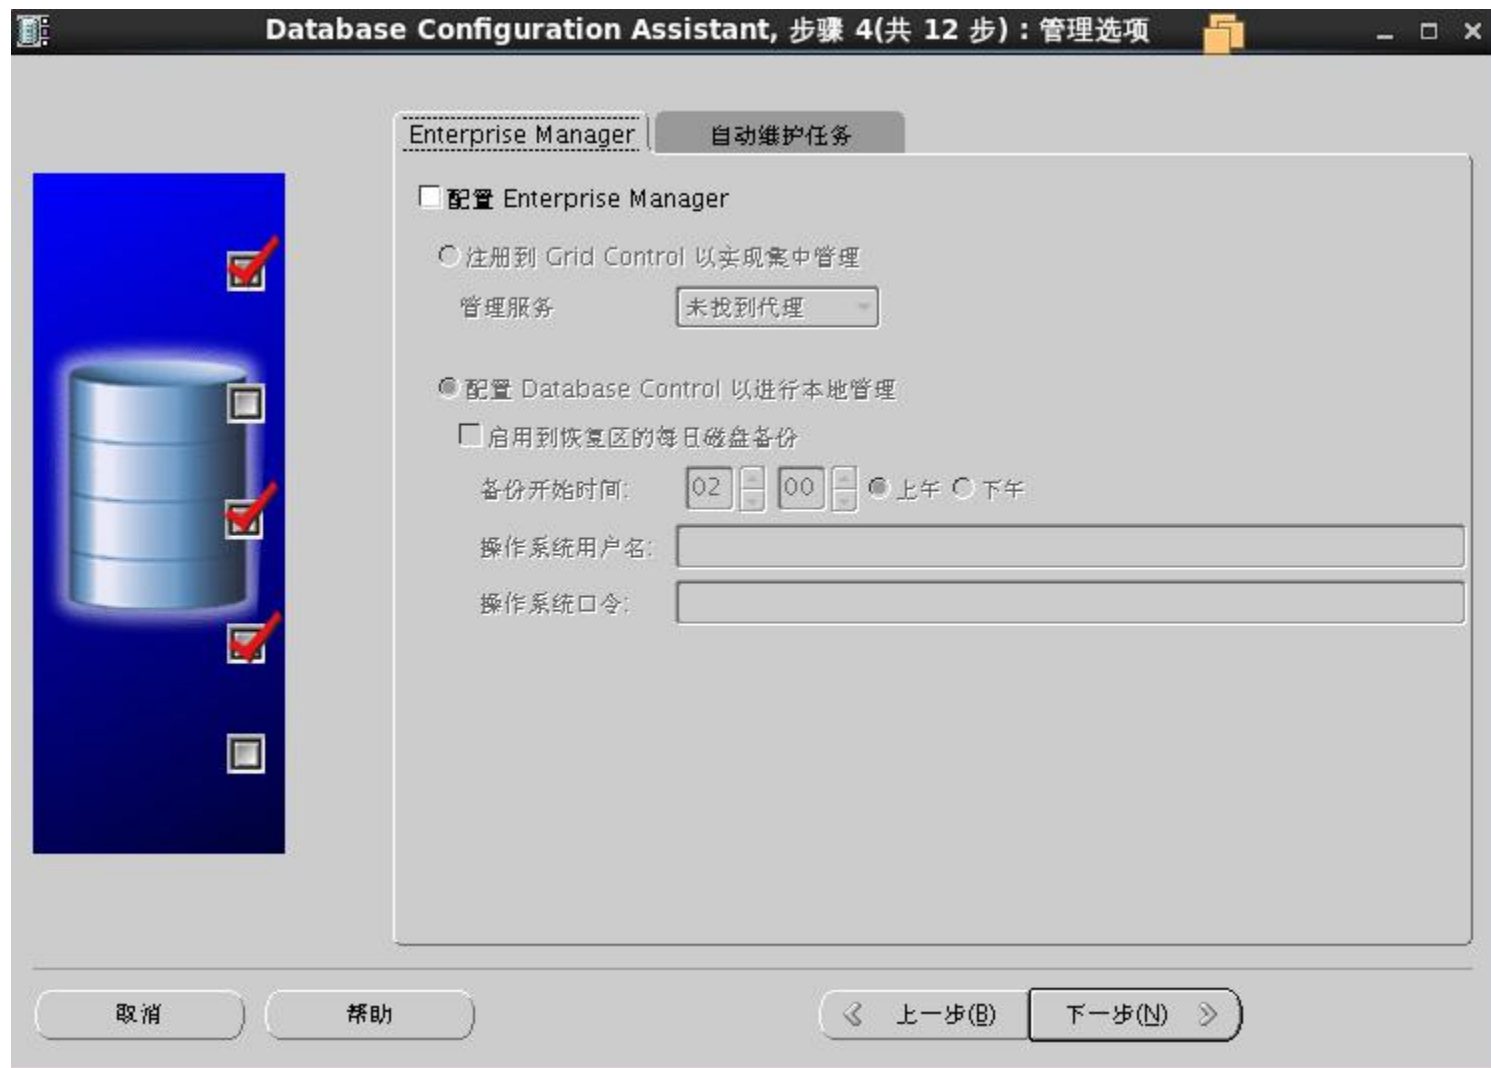 Database Configuration Assistant, 步骤 4(共 12 步) : 管理选项
Enterprise Manager
自动维护任务
配置 Enterprise Manager
注册到 Grid Control 以实现集中管理
管理服务
未找到代理
配置 Database Control 以进行本地管理
启用到恢复区的每日磁盘备份
备份开始时间:
02
00
上午
下午
操作系统用户名:
操作系统口令:
取消
帮助
上一步(B)
下一步(N)